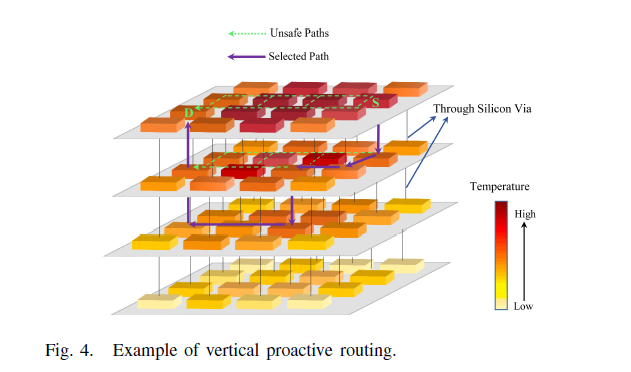 Unsafe Paths
Selected Path
S
D
Through Silicon Via
Temperature
High
Low
Fig. 4. Example of vertical proactive routing.